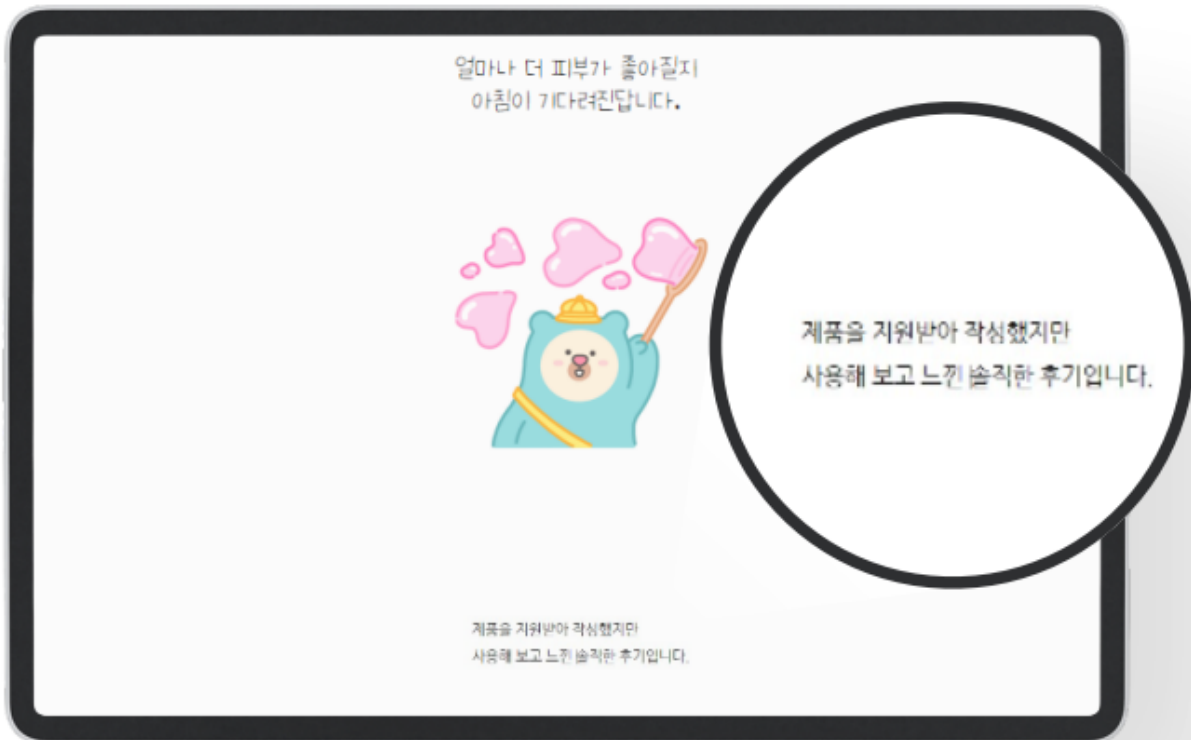 얼마나 더 피부가 좋아질지
아침이 기다려진답니다.
제품을 지원받아 작성했지만
사용해 보고 느낀 솔직한 후기입니다.
제품을 지원받아 작성했지만
사용해 보고 느낀 솔직한 후기입니다.